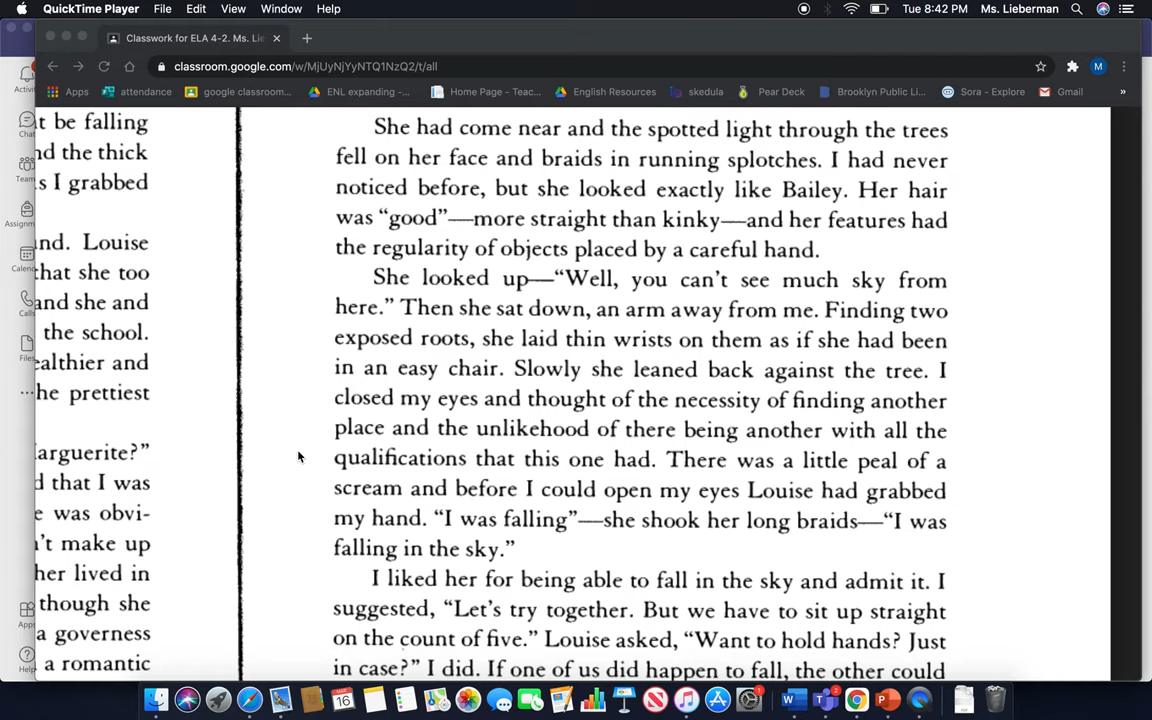 QuickTime Player File Edit View Window Help Tue 8:42 PM Ms. Lieberman
Classwork for ELA 4-2. Ms. Lie
classroom.google.com/w/MjUyNjYyNTQ1NzQ2/t/all
M
Apps attendance google classroom... ENL expanding -... Home Page - Teac... English Resources skedula Pear Deck Brooklyn Public Li... Sora - Explore Gmail »
Activi
Chat
Team
Assignm
Calend
Calls
Files
Apps
Help
t be falling
nd the thick
s I grabbed
nd. Louise
hat she too
and she and
the school.
ealthier and
he prettiest
arguerite?"
d that I was
e was obvi-
't make up
her lived in
though she
a governess
a romantic
She had come near and the spotted light through the trees
fell on her face and braids in running splotches. I had never
noticed before, but she looked exactly like Bailey. Her hair
was "good"—more straight than kinky—and her features had
the regularity of objects placed by a careful hand.
She looked up—"Well, you can't see much sky from
here." Then she sat down, an arm away from me. Finding two
exposed roots, she laid thin wrists on them as if she had been
in an easy chair. Slowly she leaned back against the tree. I
closed my eyes and thought of the necessity of finding another
place and the unlikehood of there being another with all the
qualifications that this one had. There was a little peal of a
scream and before I could open my eyes Louise had grabbed
my hand. "I was falling"—she shook her long braids—"I was
falling in the sky."
I liked her for being able to fall in the sky and admit it. I
suggested, "Let's try together. But we have to sit up straight
on the count of five." Louise asked, "Want to hold hands? Just
in case?" I did. If one of us did happen to fall, the other could